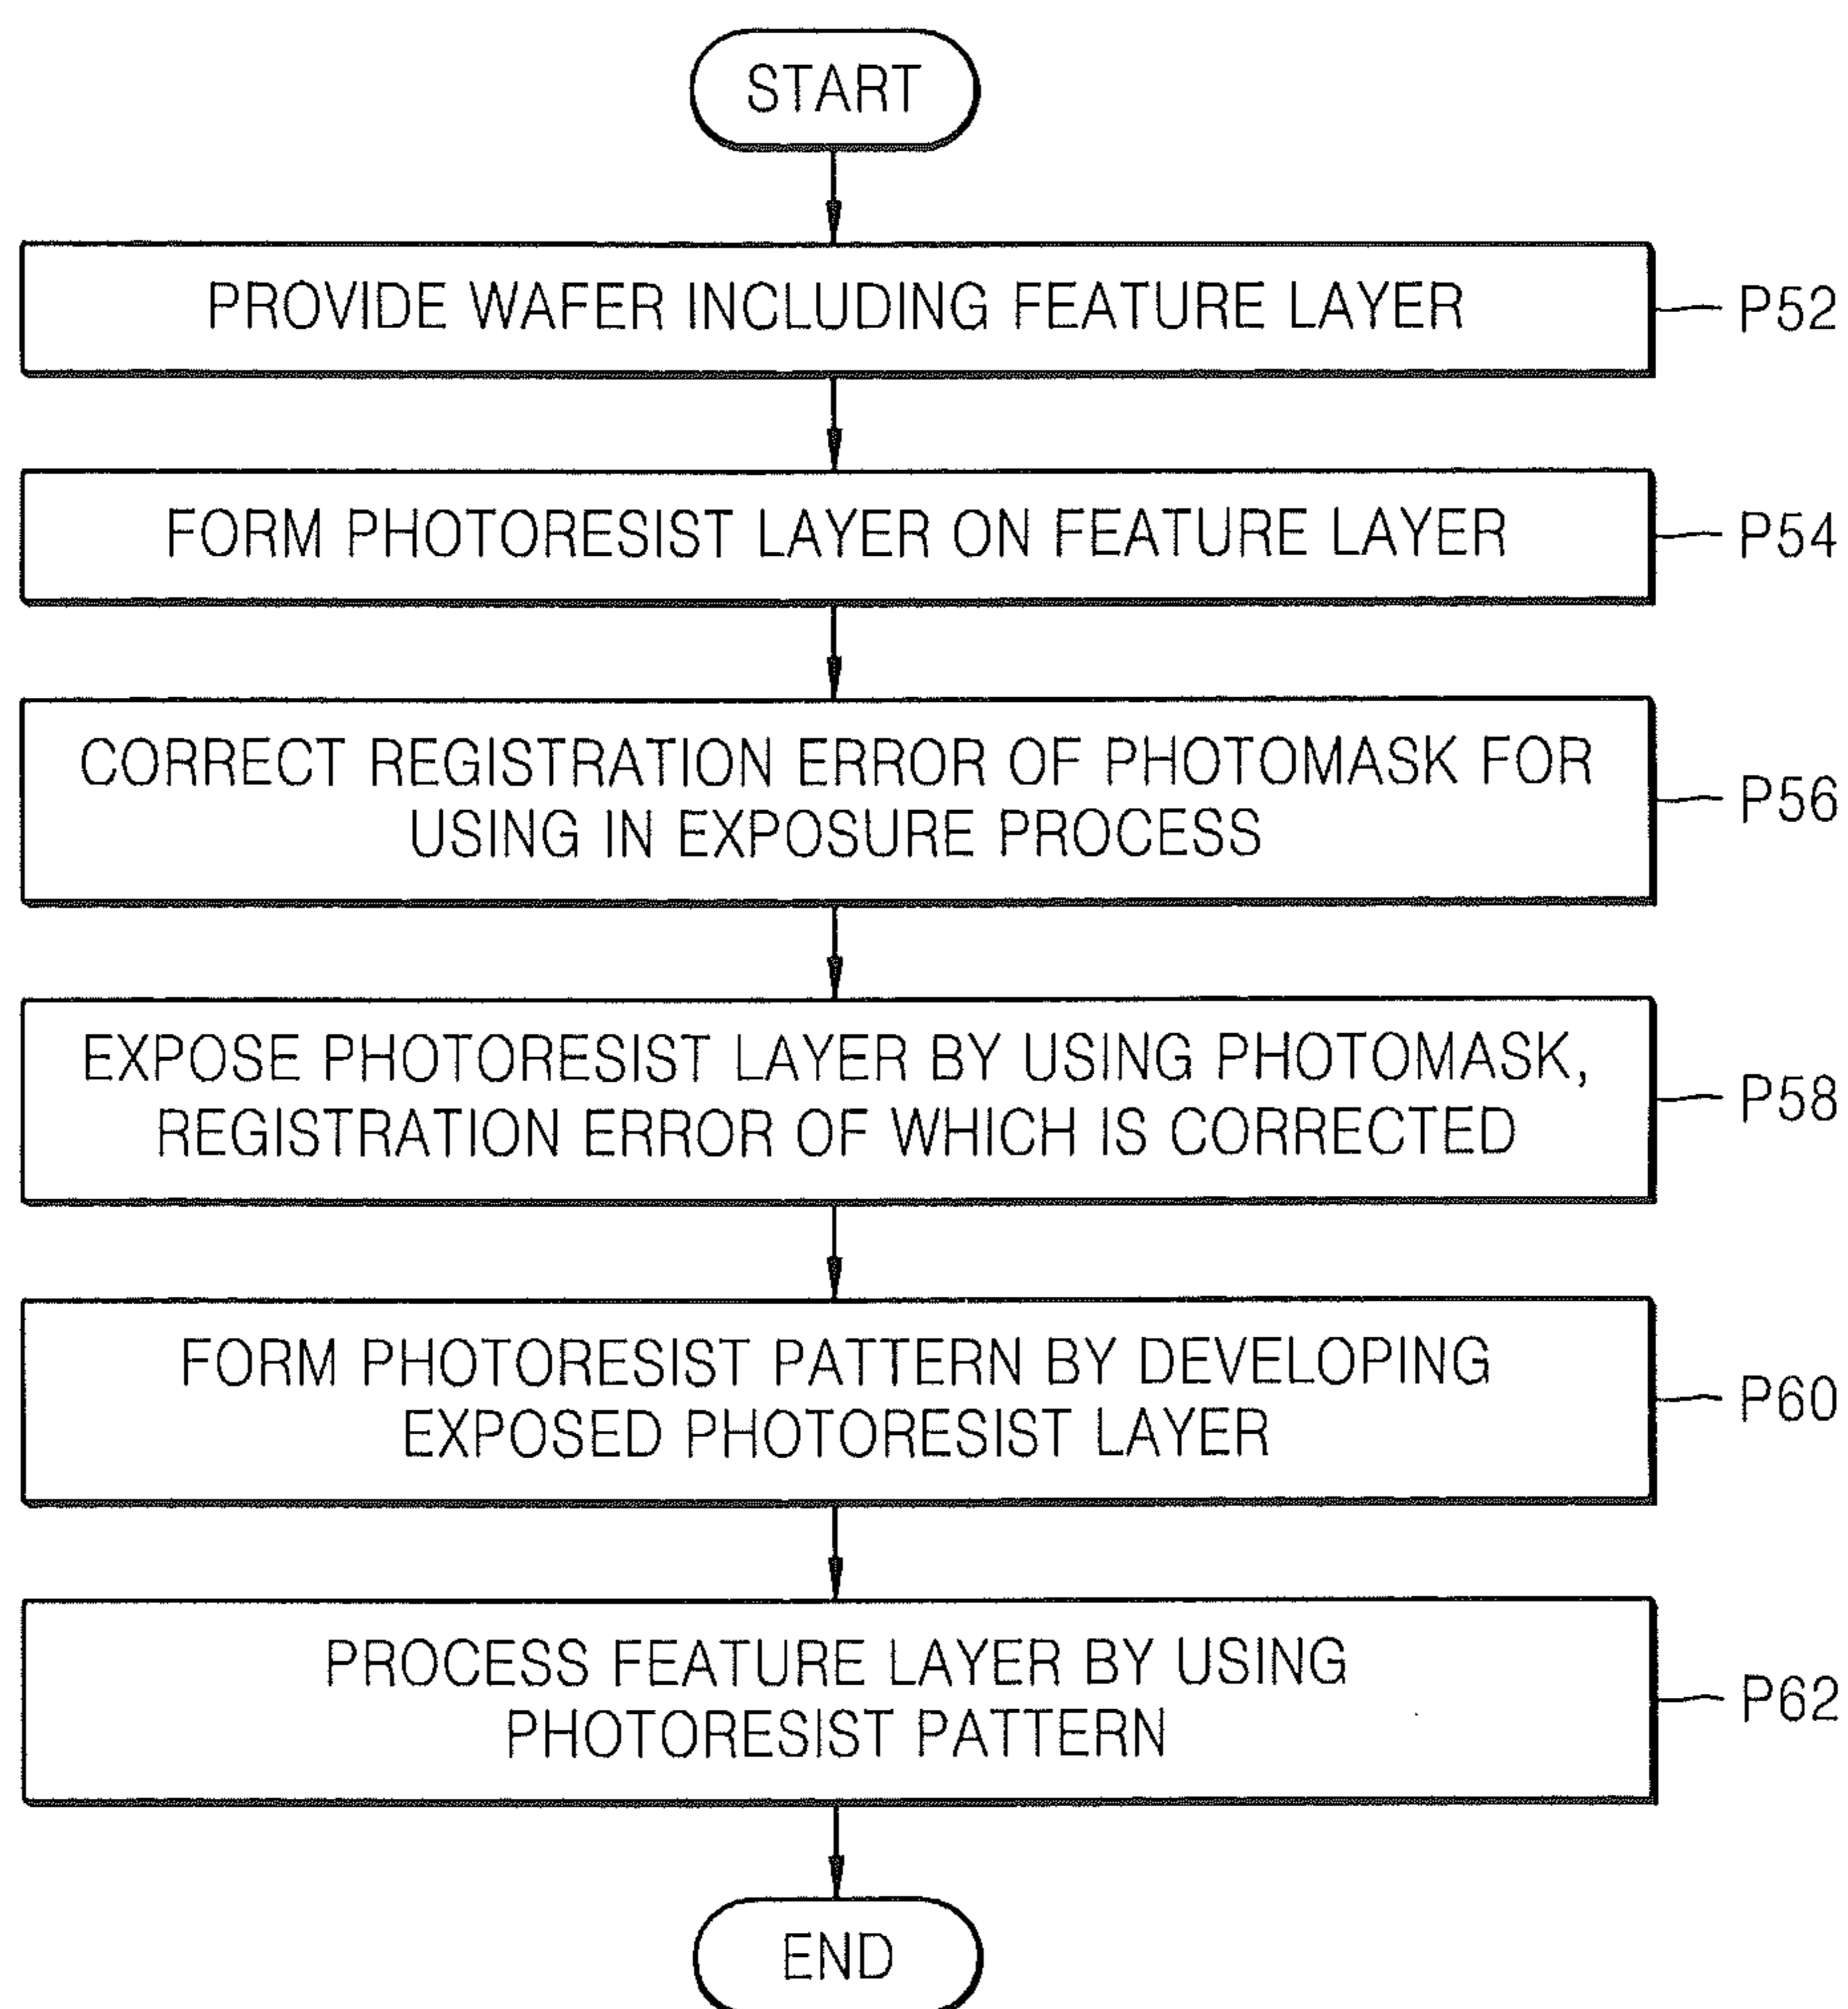 START
PROVIDE WAFER INCLUDING FEATURE LAYER
P52
FORM PHOTORESIST LAYER ON FEATURE LAYER
P54
CORRECT REGISTRATION ERROR OF PHOTOMASK FOR
USING IN EXPOSURE PROCESS
P56
EXPOSE PHOTORESIST LAYER BY USING PHOTOMASK,
REGISTRATION ERROR OF WHICH IS CORRECTED
P58
FORM PHOTORESIST PATTERN BY DEVELOPING
EXPOSED PHOTORESIST LAYER
P60
PROCESS FEATURE LAYER BY USING
PHOTORESIST PATTERN
P62
END